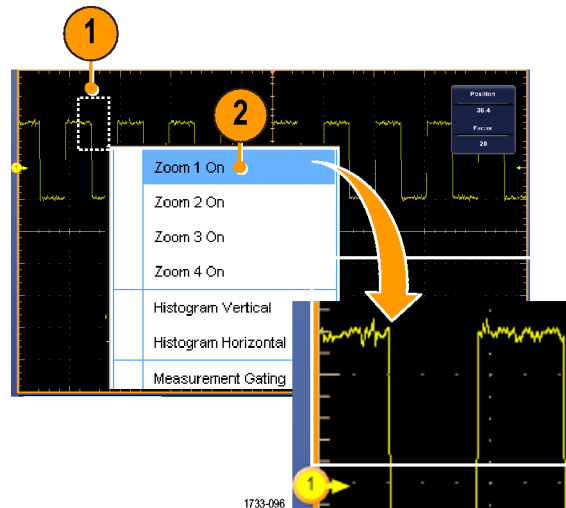 1
2
Position
36.4
Factor
20
1
Zoom 1 On
Zoom 2 On
Zoom 3 On
Zoom 4 On
Histogram Vertical
Histogram Horizontal
Measurement Gating
1
1733-096